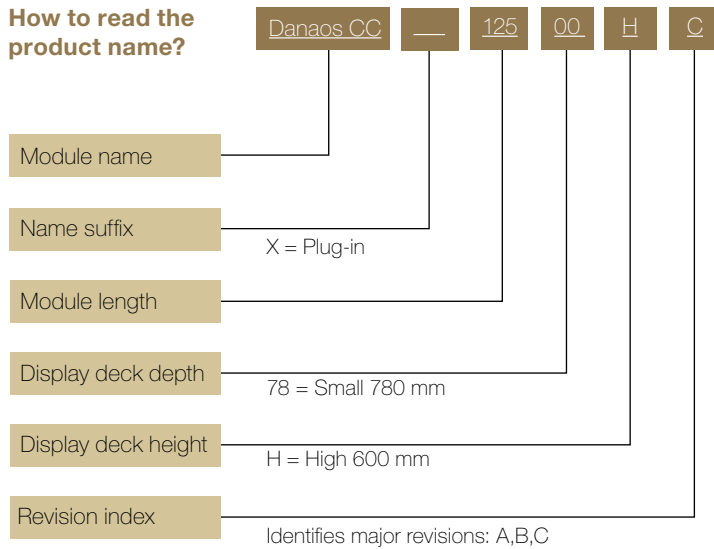 How to read the
product name?
Danaos CC __ 125 00 H C
Module name
Name suffix
X = Plug-in
Module length
Display deck depth
78 = Small 780 mm
Display deck height
H = High 600 mm
Revision index
Identifies major revisions: A,B,C